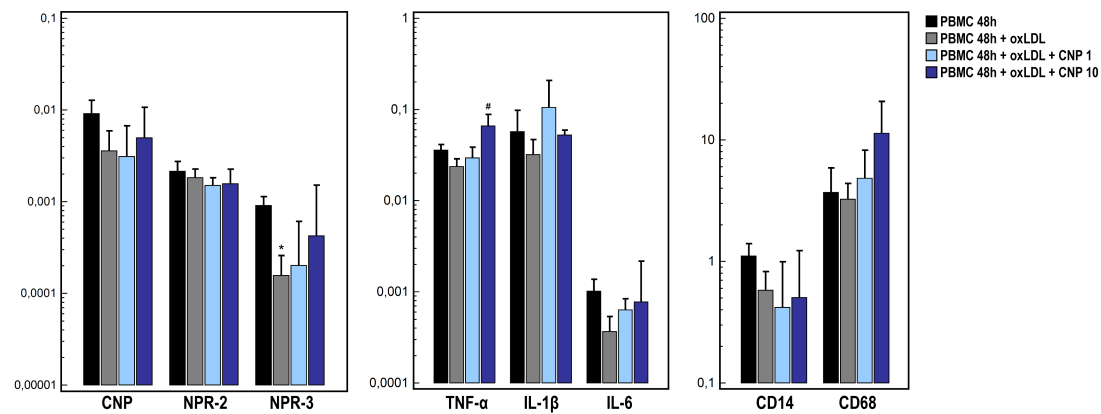 0,1
0,01
0,001
0,0001
0,00001
*
CNP NPR-2 NPR-3
1
0,1
0,01
0,001
0,0001
#
TNF-α IL-1β IL-6
100
10
1
0,1
CD14 CD68
PBMC 48h
PBMC 48h + oxLDL
PBMC 48h + oxLDL + CNP 1
PBMC 48h + oxLDL + CNP 10